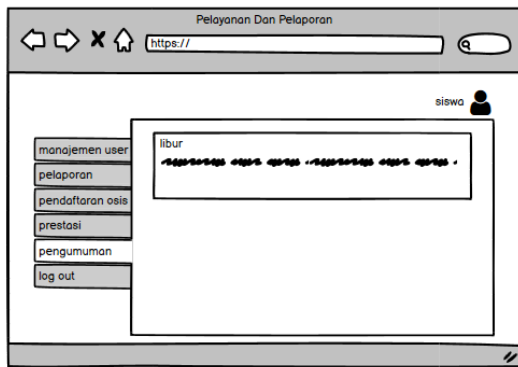 Pelayanan Dan Pelaporan
https://
siswa
manajemen user
pelaporan
pendaftaran osis
prestasi
pengumuman
log out
libur